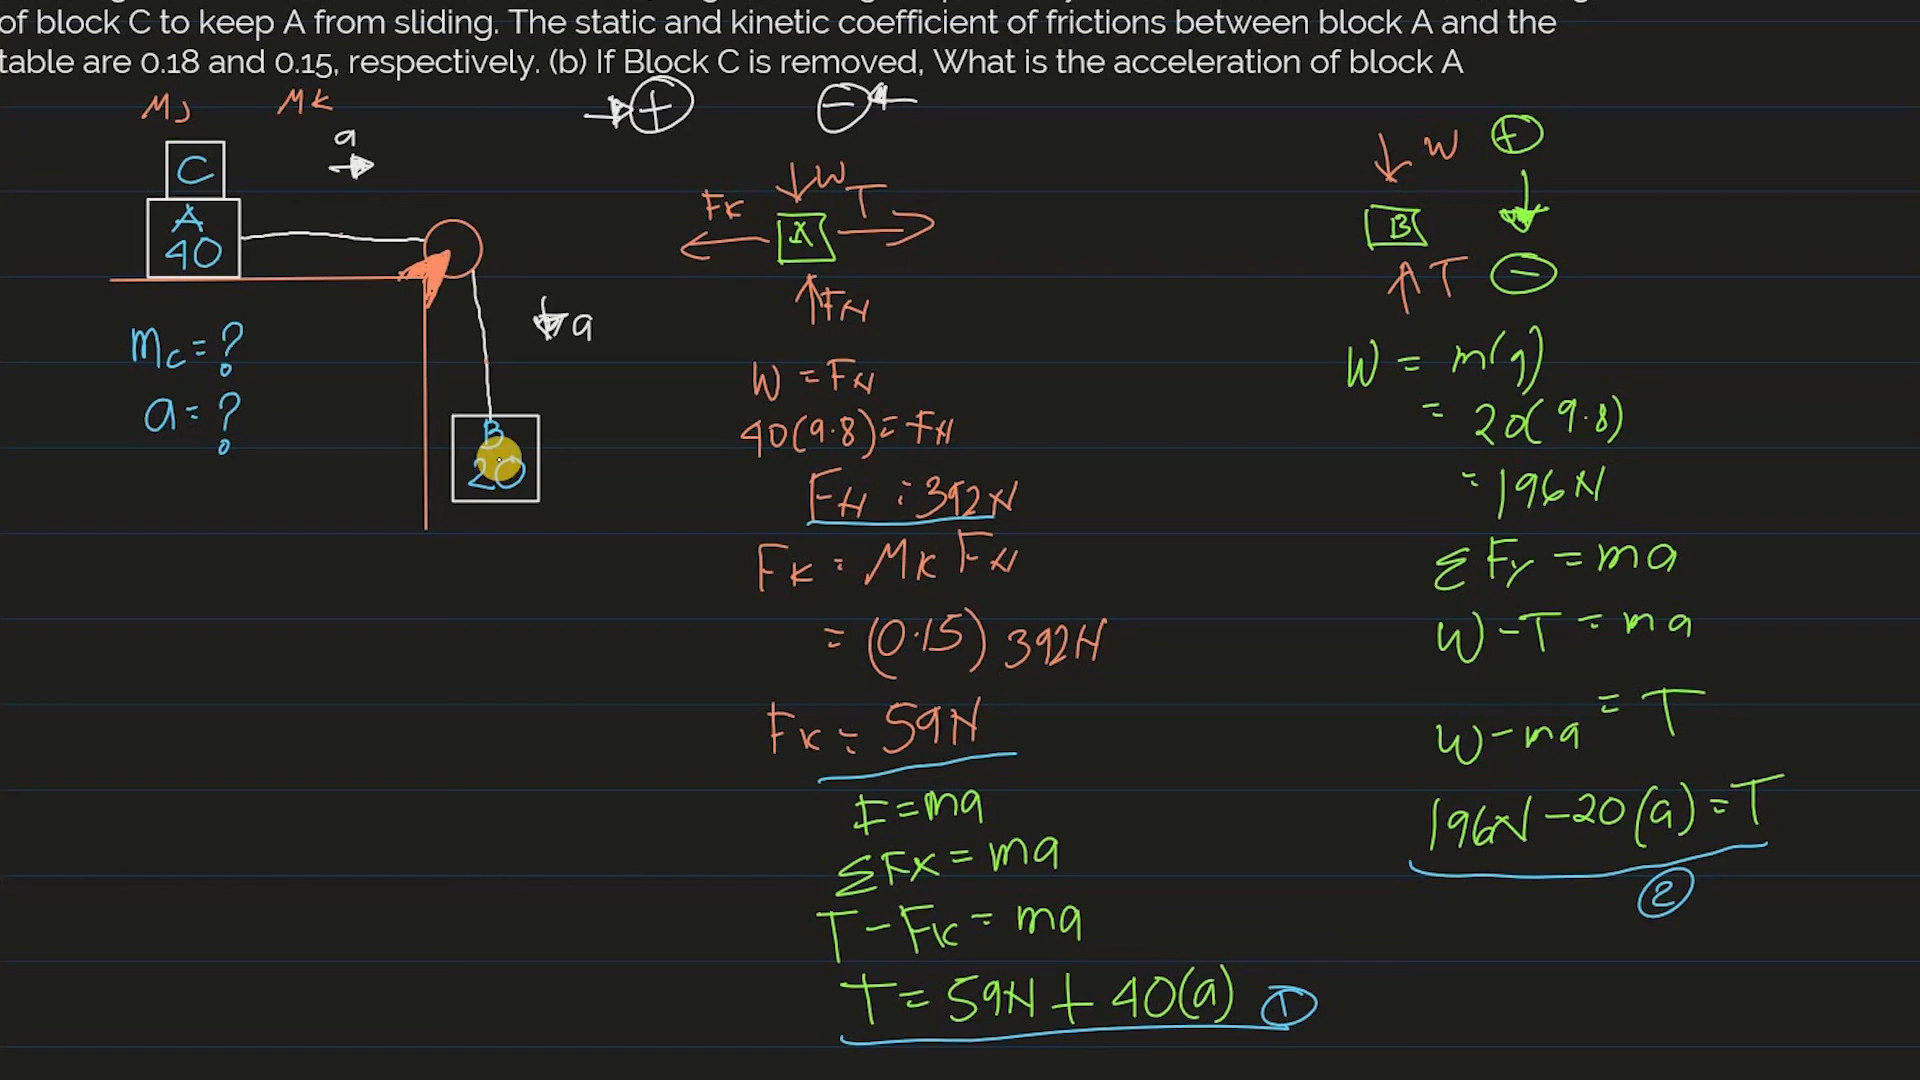 of block C to keep A from sliding. The static and kinetic coefficient of frictions between block A and the
table are 0.18 and 0.15, respectively. (b) If Block C is removed, What is the acceleration of block A
Ms
Mk
a
C
A
40
a
B
20
mc = ?
a = ?
+
−
W
FK
T
A
FN
W = FN
40(9.8) = FN
FN = 392N
FK = MK FN
= (0.15) 392N
FK = 59N
F = ma
ΣFx = ma
T − FK = ma
T = 59N + 40(a) 1
W +
B
T −
W = m(g)
= 20(9.8)
= 196N
ΣFy = ma
W − T = ma
W − ma = T
196N − 20(a) = T
2